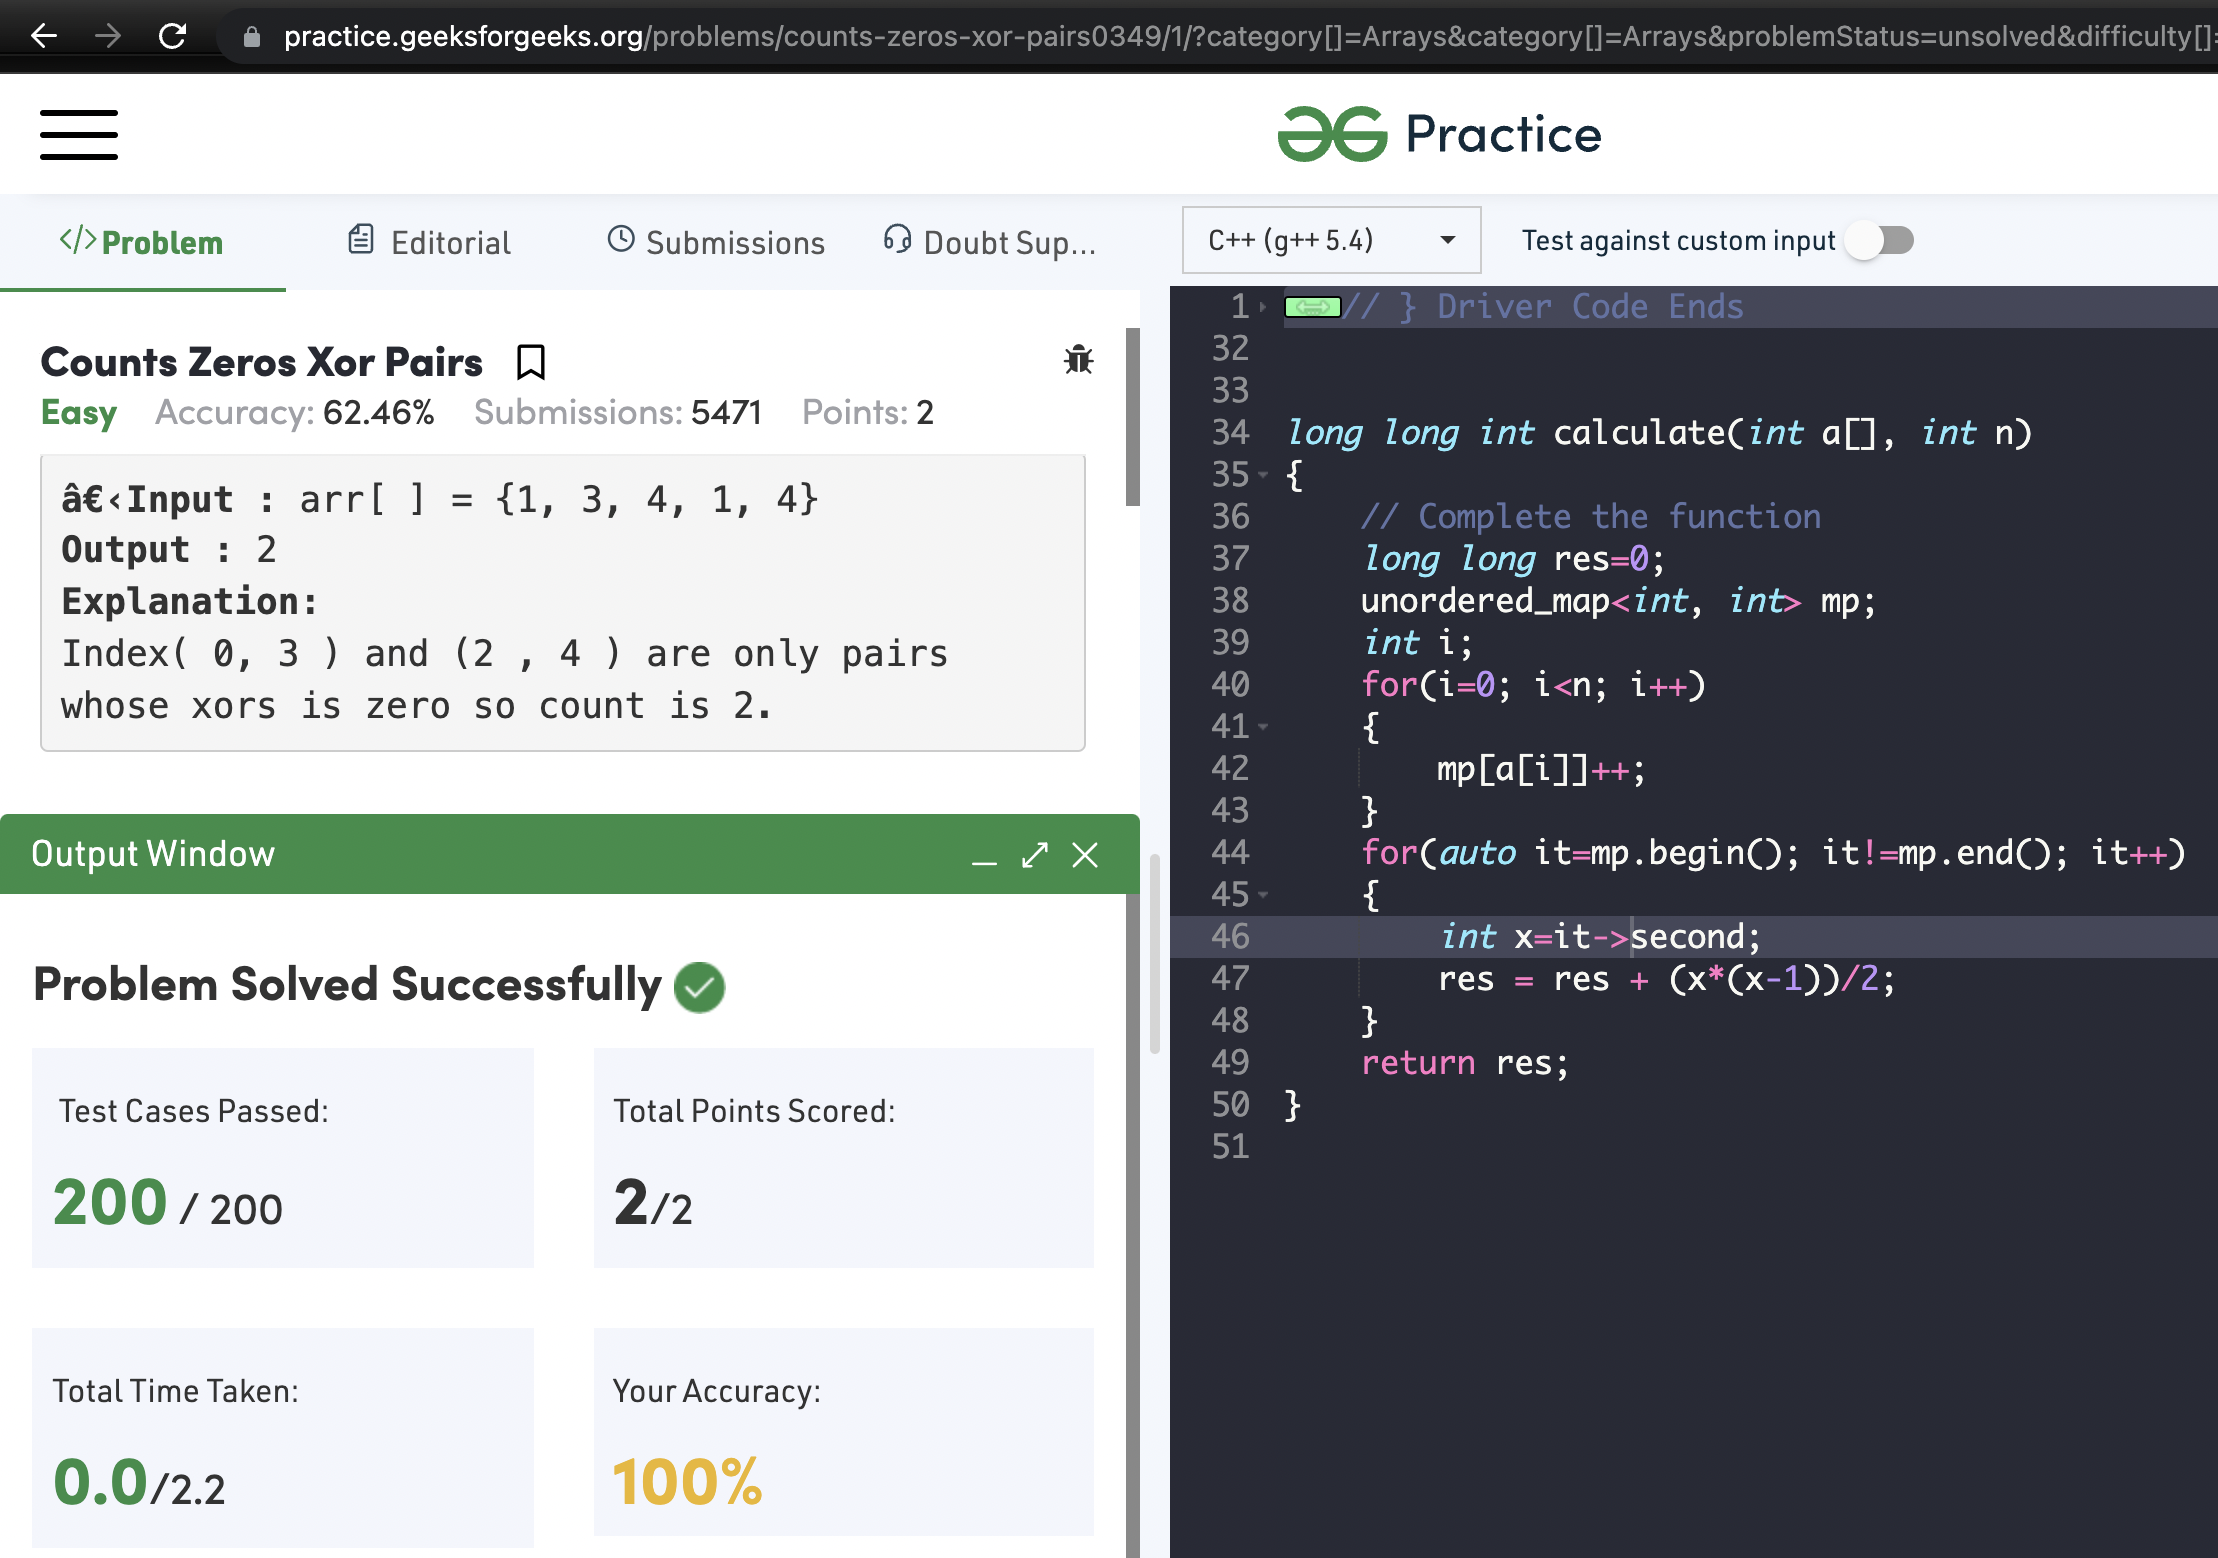 practice.geeksforgeeks.org/problems/counts-zeros-xor-pairs0349/1/?category[]=Arrays&category[]=Arrays&problemStatus=unsolved&difficulty[]=
Practice
</>Problem Editorial Submissions Doubt Sup...
C++ (g++ 5.4) Test against custom input
Counts Zeros Xor Pairs
Easy Accuracy: 62.46% Submissions: 5471 Points: 2
â€‹Input : arr[ ] = {1, 3, 4, 1, 4}
Output : 2
Explanation:
Index( 0, 3 ) and (2 , 4 ) are only pairs
whose xors is zero so count is 2.
Output Window
Problem Solved Successfully
Test Cases Passed:
200 / 200
Total Points Scored:
2/2
Total Time Taken:
0.0/2.2
Your Accuracy:
100%
1 // } Driver Code Ends
32
33
34 long long int calculate(int a[], int n)
35 {
36 // Complete the function
37 long long res=0;
38 unordered_map<int, int> mp;
39 int i;
40 for(i=0; i<n; i++)
41 {
42 mp[a[i]]++;
43 }
44 for(auto it=mp.begin(); it!=mp.end(); it++)
45 {
46 int x=it->second;
47 res = res + (x*(x-1))/2;
48 }
49 return res;
50 }
51